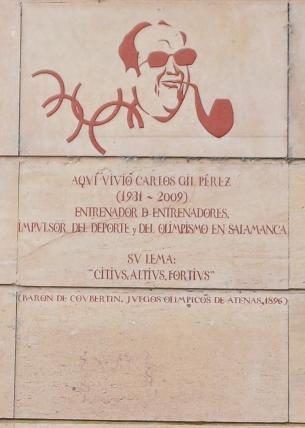 AQVÍ VIVIÓ CARLOS GIL PÉREZ
(1931 - 2009)
ENTRENADOR DE ENTRENADORES,
IMPVLSOR DEL DEPORTE y DEL OLIMPISMO EN SALAMANCA
SV LEMA:
"CITIVS, ALTIVS, FORTIVS"
(BARÓN DE COVBERTIN. JVEGOS OLÍMPICOS DE ATENAS, 1896)